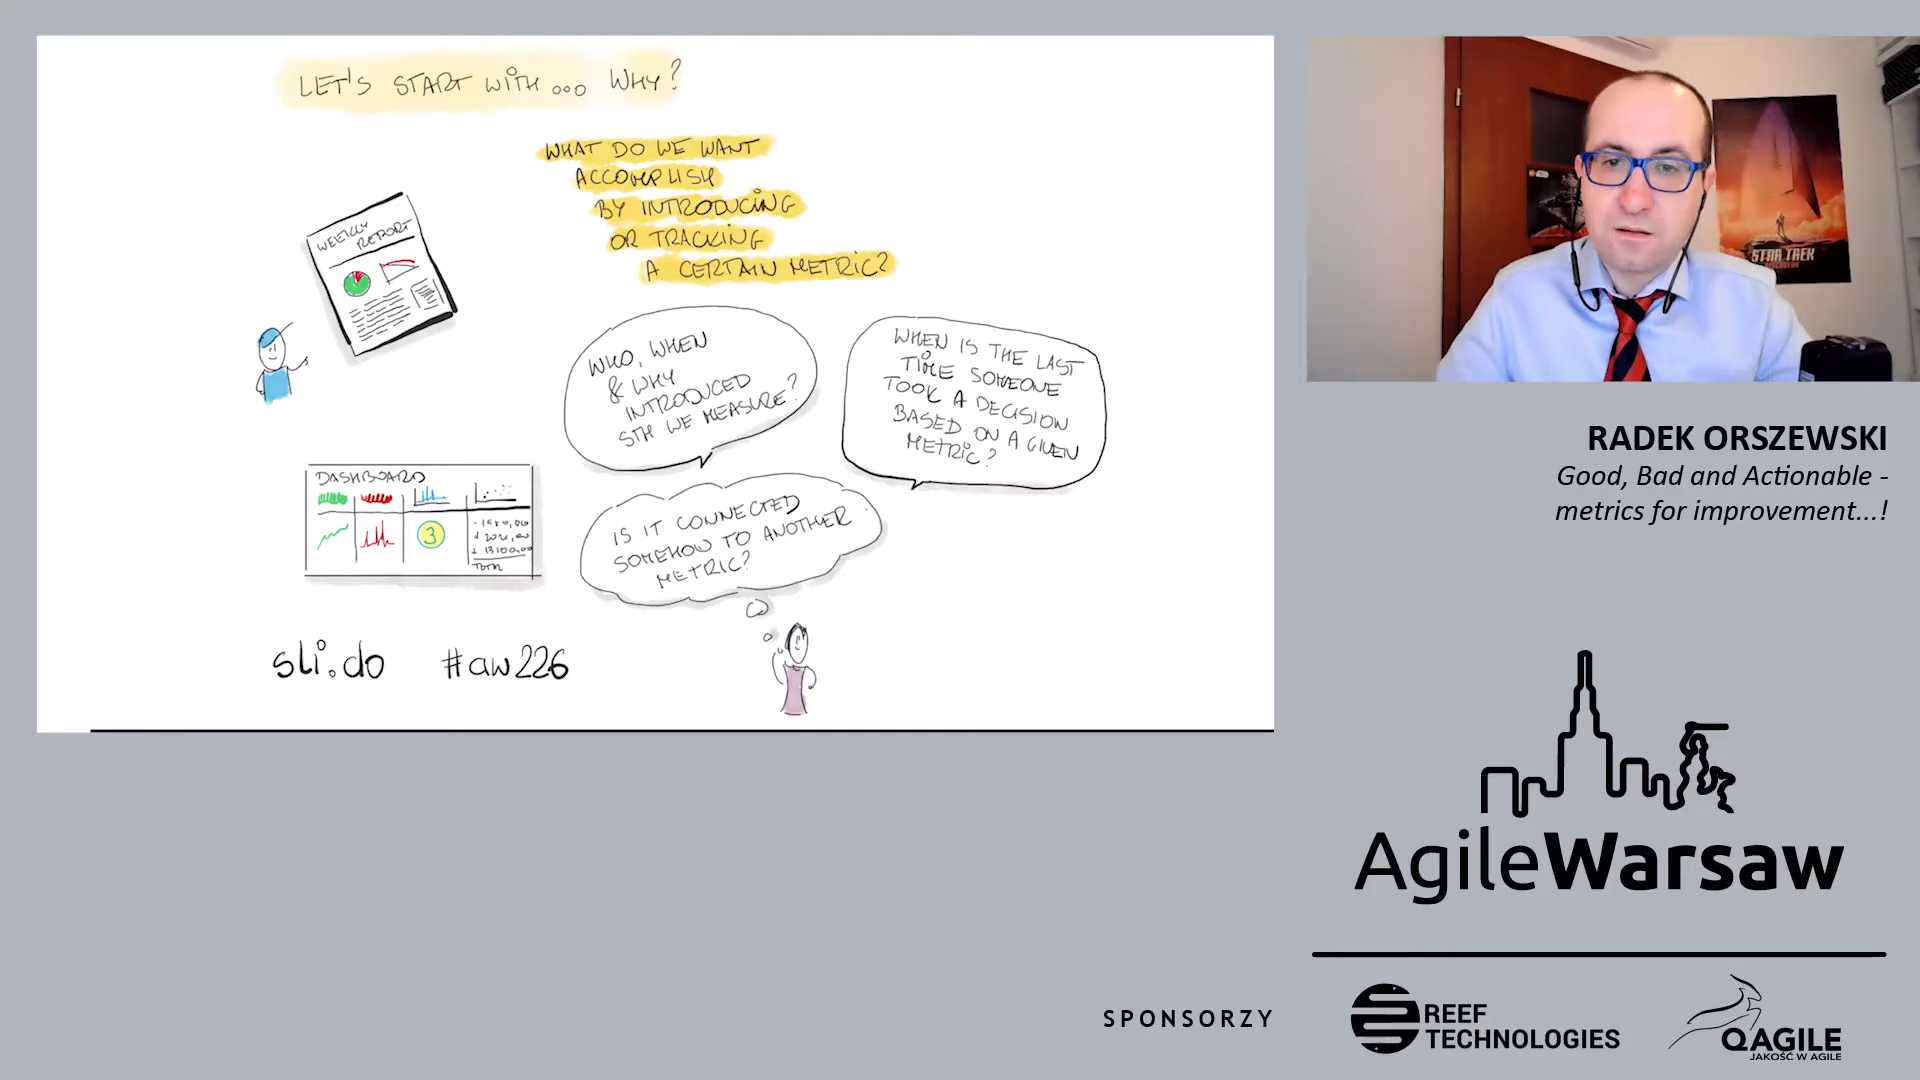 LET'S START WITH... WHY?
WHAT DO WE WANT
ACCOMPLISH
BY INTRODUCING
OR TRACKING
A CERTAIN METRIC?
WEEKLY
REPORT
WHO, WHEN
& WHY
INTRODUCED
STH WE MEASURE?
WHEN IS THE LAST
TIME SOMEONE
TOOK A DECISION
BASED ON A GIVEN
METRIC?
DASHBOARD
3
TOTAL
IS IT CONNECTED
SOMEHOW TO ANOTHER
METRIC?
sli.do #aw226
STAR TREK
RADEK ORSZEWSKI
Good, Bad and Actionable -
metrics for improvement...!
AgileWarsaw
SPONSORZY
REEF
TECHNOLOGIES
QAGILE
JAKOŚĆ W AGILE